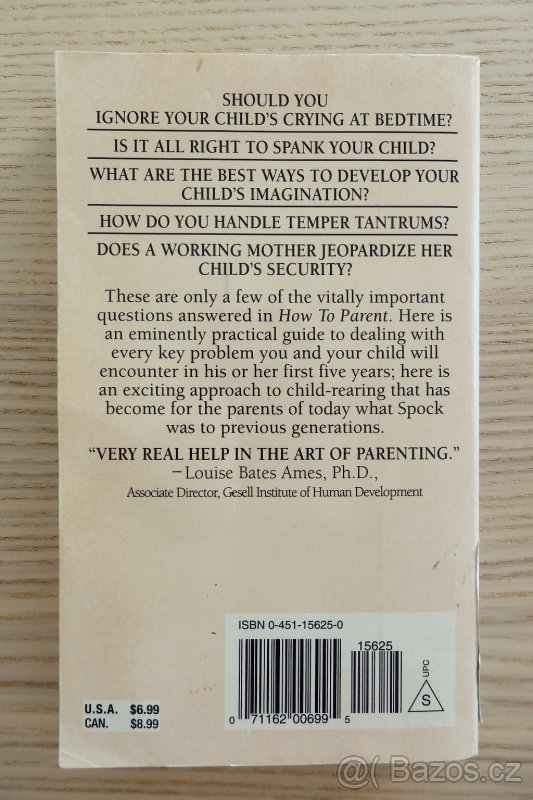 SHOULD YOU
IGNORE YOUR CHILD'S CRYING AT BEDTIME?
IS IT ALL RIGHT TO SPANK YOUR CHILD?
WHAT ARE THE BEST WAYS TO DEVELOP YOUR
CHILD'S IMAGINATION?
HOW DO YOU HANDLE TEMPER TANTRUMS?
DOES A WORKING MOTHER JEOPARDIZE HER
CHILD'S SECURITY?
These are only a few of the vitally important
questions answered in How To Parent. Here is
an eminently practical guide to dealing with
every key problem you and your child will
encounter in his or her first five years; here is
an exciting approach to child-rearing that has
become for the parents of today what Spock
was to previous generations.
"VERY REAL HELP IN THE ART OF PARENTING."
—Louise Bates Ames, Ph.D.,
Associate Director, Gesell Institute of Human Development
ISBN 0-451-15625-0
15625
UPC
S
U.S.A. $6.99
CAN. $8.99
0 71162 00699 5
@ Bazos.cz